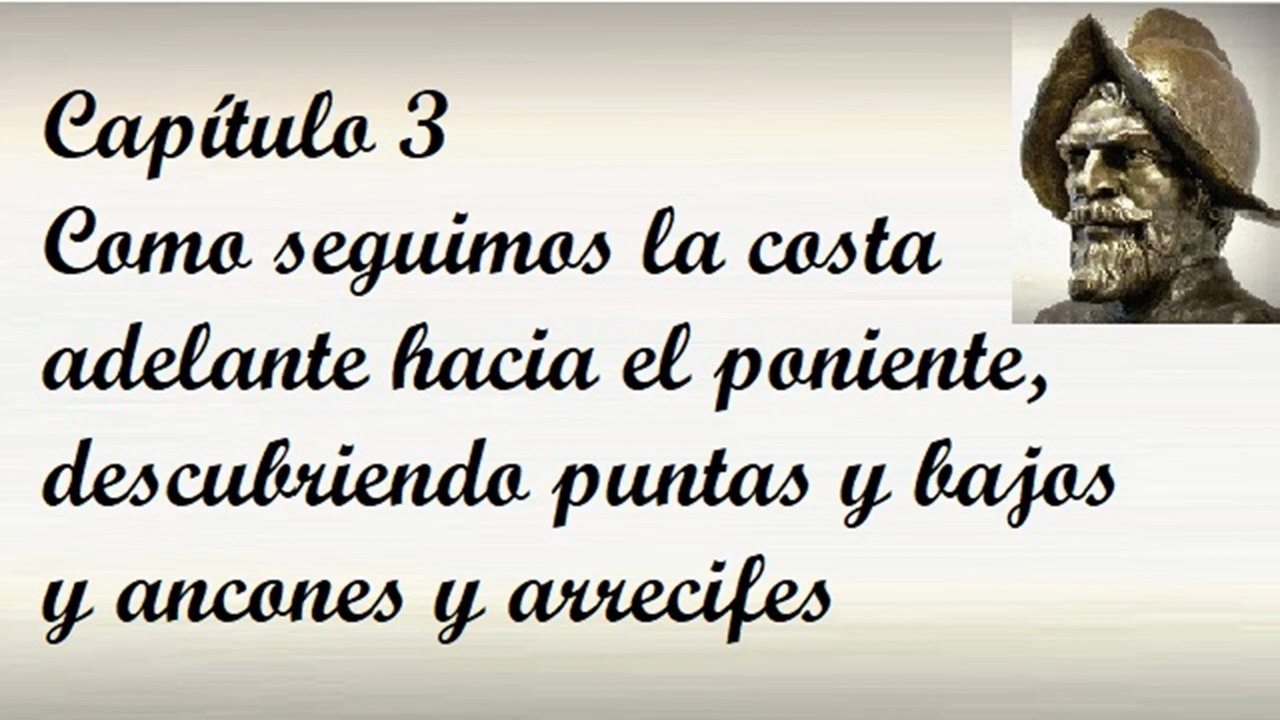 Capítulo 3
Como seguimos la costa
adelante hacia el poniente,
descubriendo puntas y bajos
y ancones y arrecifes